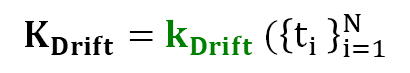 K_Drift = k_Drift ({t_i }_{i=1}^N